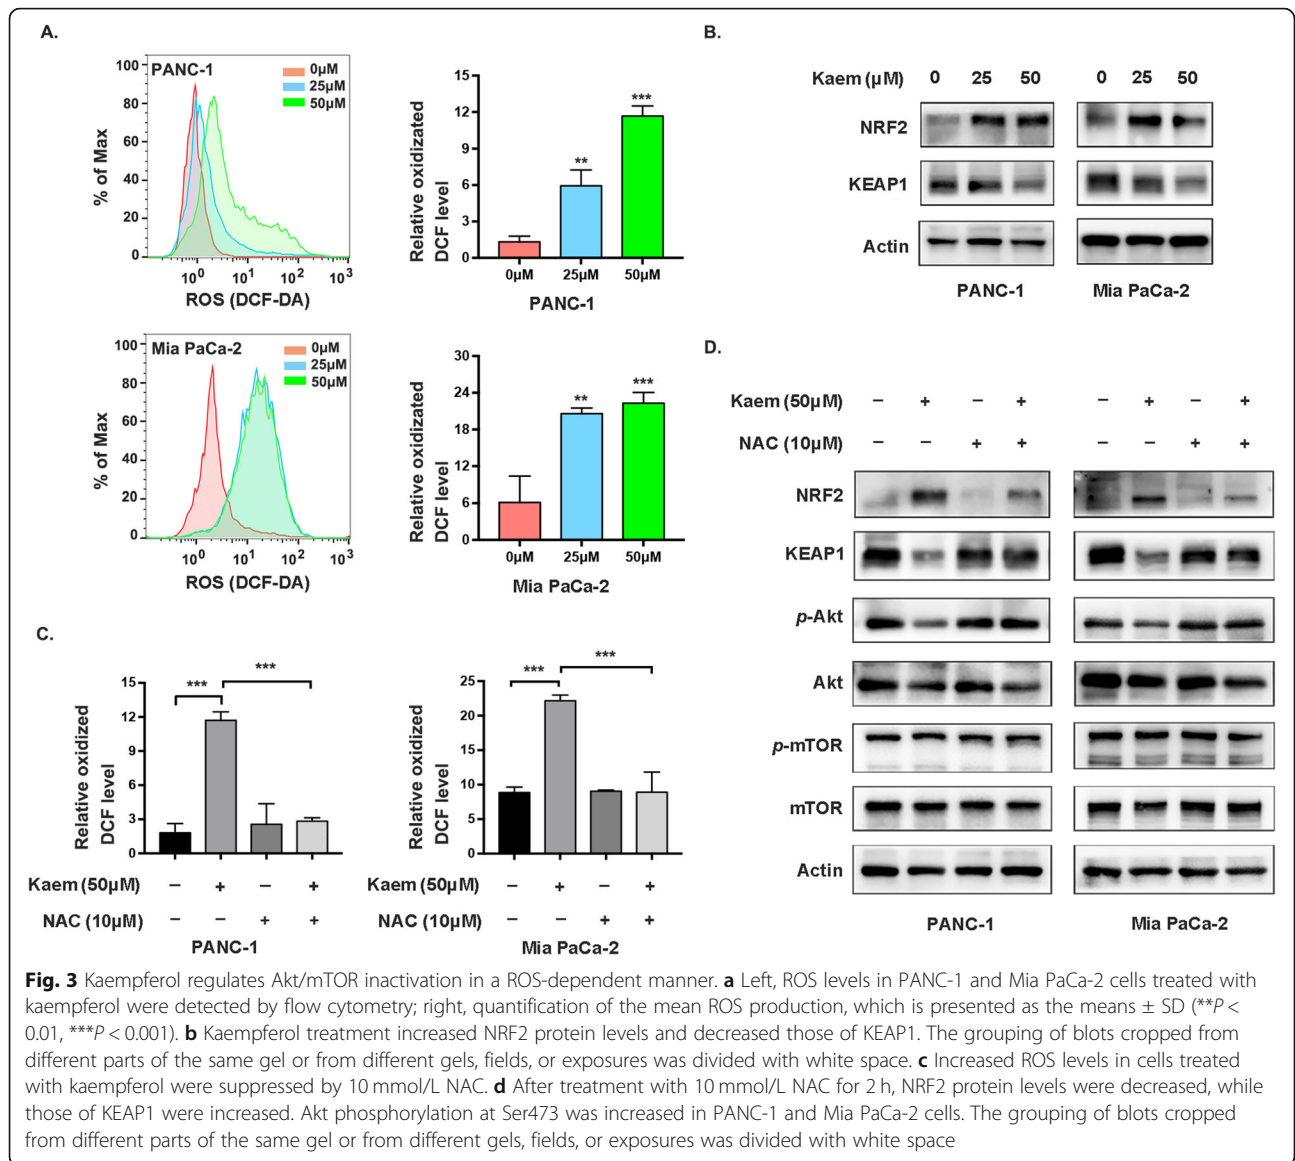 A.
PANC-1
0μM
25μM
50μM
100
80
60
40
20
0
% of Max
10^0 10^1 10^2 10^3
ROS (DCF-DA)
15
12
9
6
3
0
Relative oxidizated
DCF level
**
***
0μM 25μM 50μM
PANC-1
Mia PaCa-2
0μM
25μM
50μM
100
80
60
40
20
0
% of Max
10^0 10^1 10^2 10^3
ROS (DCF-DA)
30
24
18
12
6
0
Relative oxidizated
DCF level
**
***
0μM 25μM 50μM
Mia PaCa-2
B.
Kaem (μM) 0 25 50 0 25 50
NRF2
KEAP1
Actin
PANC-1 Mia PaCa-2
C.
15
12
9
6
3
0
Relative oxidized
DCF level
***
***
Kaem (50μM) − + − +
NAC (10μM) − − + +
PANC-1
25
20
15
10
5
0
Relative oxidized
DCF level
***
***
Kaem (50μM) − + − +
NAC (10μM) − − + +
Mia PaCa-2
D.
Kaem (50μM) − + − + − + − +
NAC (10μM) − − + + − − + +
NRF2
KEAP1
p-Akt
Akt
p-mTOR
mTOR
Actin
PANC-1 Mia PaCa-2
Fig. 3 Kaempferol regulates Akt/mTOR inactivation in a ROS-dependent manner. a Left, ROS levels in PANC-1 and Mia PaCa-2 cells treated with
kaempferol were detected by flow cytometry; right, quantification of the mean ROS production, which is presented as the means ± SD (**P <
0.01, ***P < 0.001). b Kaempferol treatment increased NRF2 protein levels and decreased those of KEAP1. The grouping of blots cropped from
different parts of the same gel or from different gels, fields, or exposures was divided with white space. c Increased ROS levels in cells treated
with kaempferol were suppressed by 10 mmol/L NAC. d After treatment with 10 mmol/L NAC for 2 h, NRF2 protein levels were decreased, while
those of KEAP1 were increased. Akt phosphorylation at Ser473 was increased in PANC-1 and Mia PaCa-2 cells. The grouping of blots cropped
from different parts of the same gel or from different gels, fields, or exposures was divided with white space